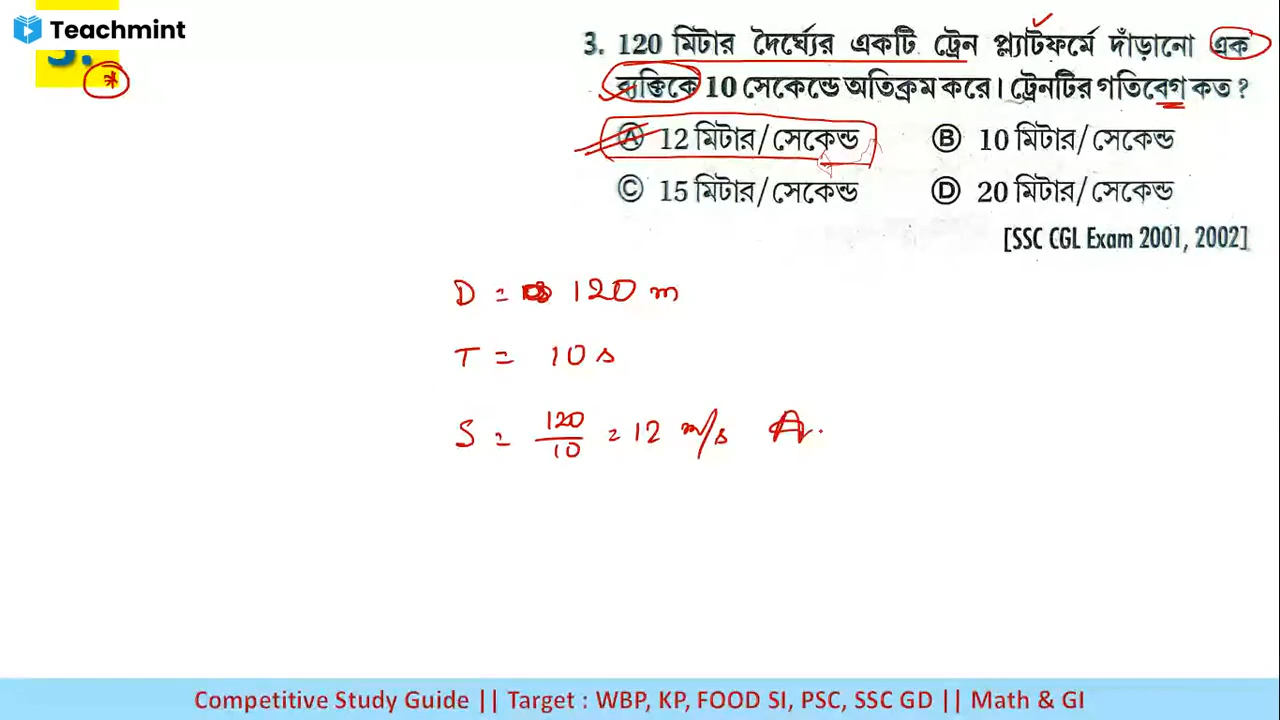 Teachmint
3.
*
3. 120 মিটার দৈর্ঘ্যের একটি ট্রেন প্ল্যাটফর্মে দাঁড়ানো এক
ব্যক্তিকে 10 সেকেন্ডে অতিক্রম করে। ট্রেনটির গতিবেগ কত ?
Ⓐ 12 মিটার/সেকেন্ড Ⓑ 10 মিটার/সেকেন্ড
Ⓒ 15 মিটার/সেকেন্ড Ⓓ 20 মিটার/সেকেন্ড
[SSC CGL Exam 2001, 2002]
D = 120 m
T = 10 s
S = 120/10 = 12 m/s
Competitive Study Guide || Target : WBP, KP, FOOD SI, PSC, SSC GD || Math & GI